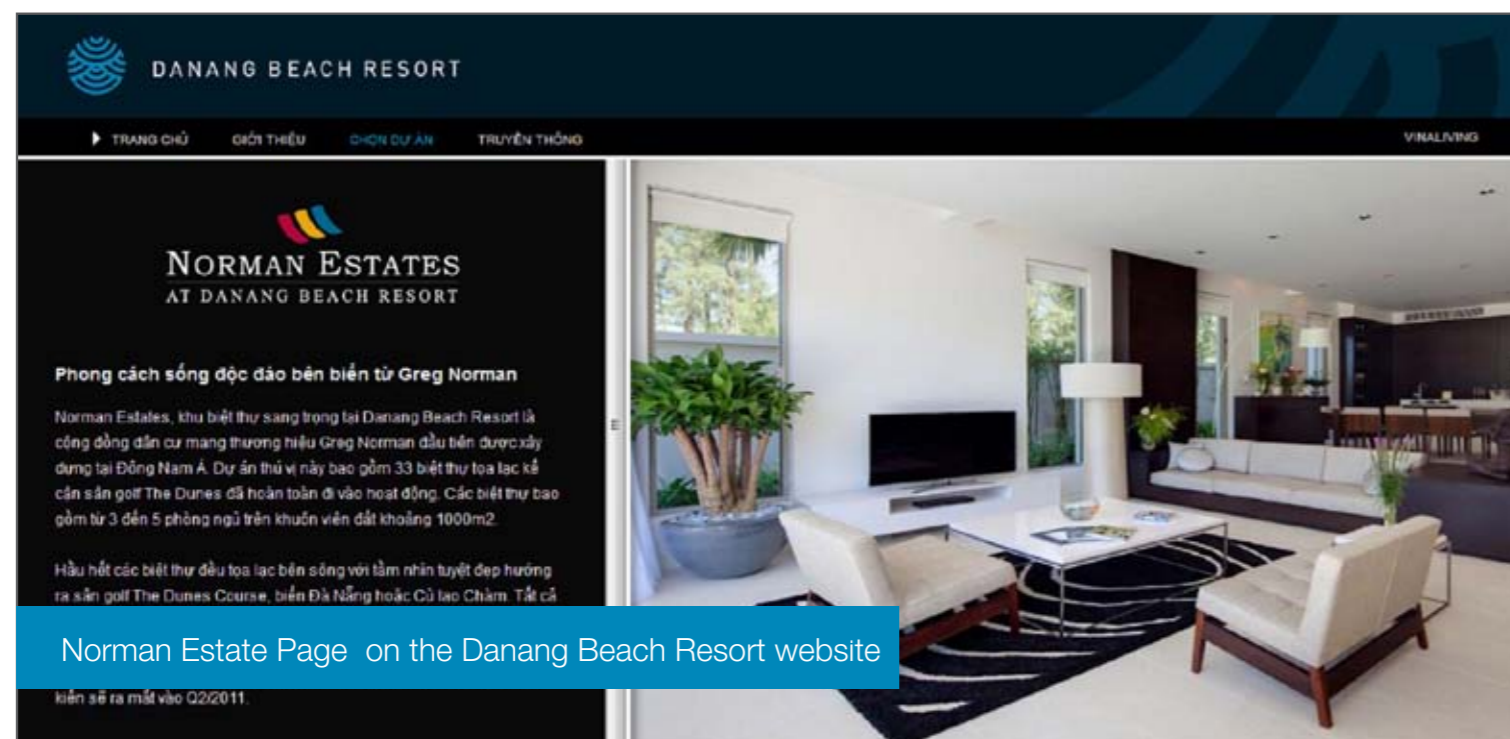 DANANG BEACH RESORT
TRANG CHỦ GIỚI THIỆU CHỌN DỰ ÁN TRUYỀN THÔNG VINALIVING
NORMAN ESTATES
AT DANANG BEACH RESORT
Phong cách sống độc đáo bên biển từ Greg Norman
Norman Estates, khu biệt thự sang trọng tại Danang Beach Resort là
cộng đồng dân cư mang thương hiệu Greg Norman đầu tiên được xây
dựng tại Đông Nam Á. Dự án thú vị này bao gồm 33 biệt thự tọa lạc kế
cận sân golf The Dunes đã hoàn toàn đi vào hoạt động. Các biệt thự bao
gồm từ 3 đến 5 phòng ngủ trên khuôn viên đất khoảng 1000m2.
Hầu hết các biệt thự đều tọa lạc bên sông với tầm nhìn tuyệt đẹp hướng
ra sân golf The Dunes Course, biển Đà Nẵng hoặc Cù lao Chàm. Tất cả
Norman Estate Page on the Danang Beach Resort website
kiến sẽ ra mắt vào Q2/2011.